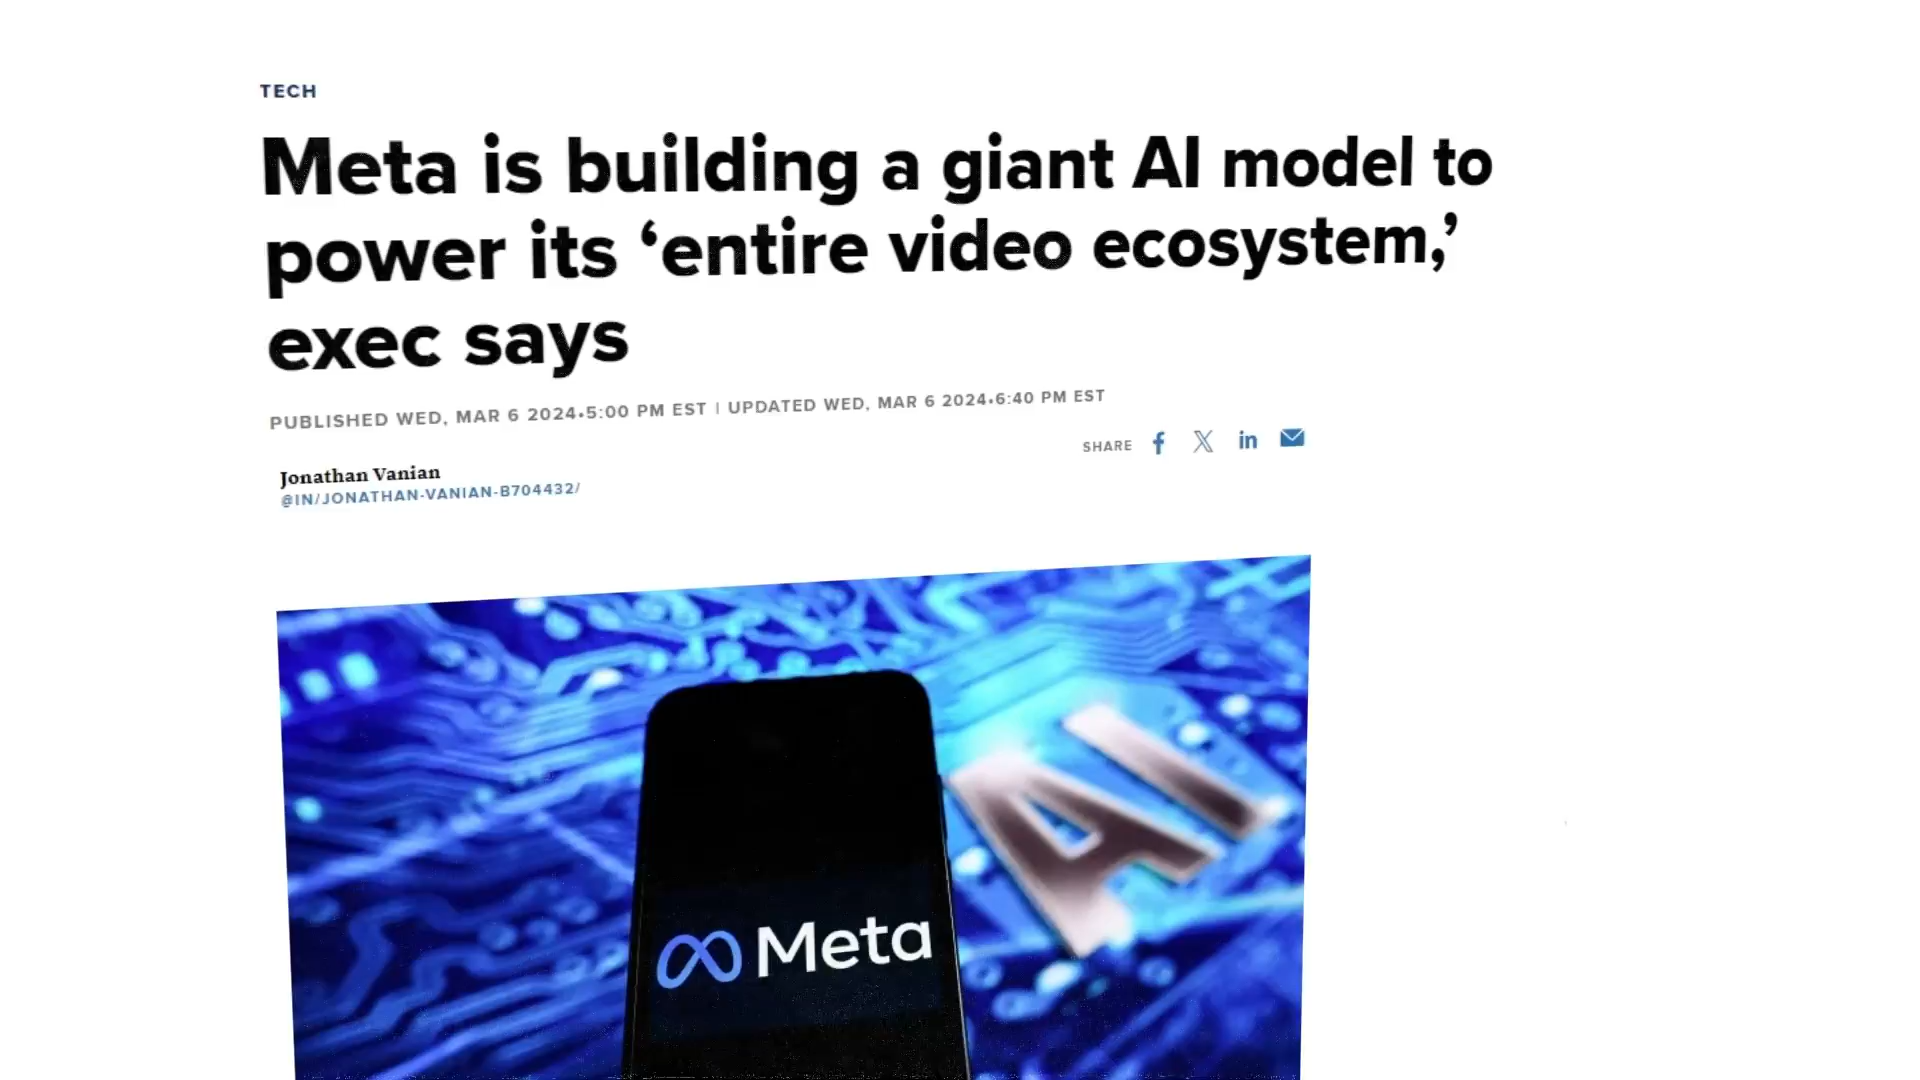 TECH
Meta is building a giant AI model to
power its ‘entire video ecosystem,’
exec says
PUBLISHED WED, MAR 6 2024•5:00 PM EST | UPDATED WED, MAR 6 2024•6:40 PM EST
SHARE f X in
Jonathan Vanian
@IN/JONATHAN-VANIAN-B704432/
AI
Meta